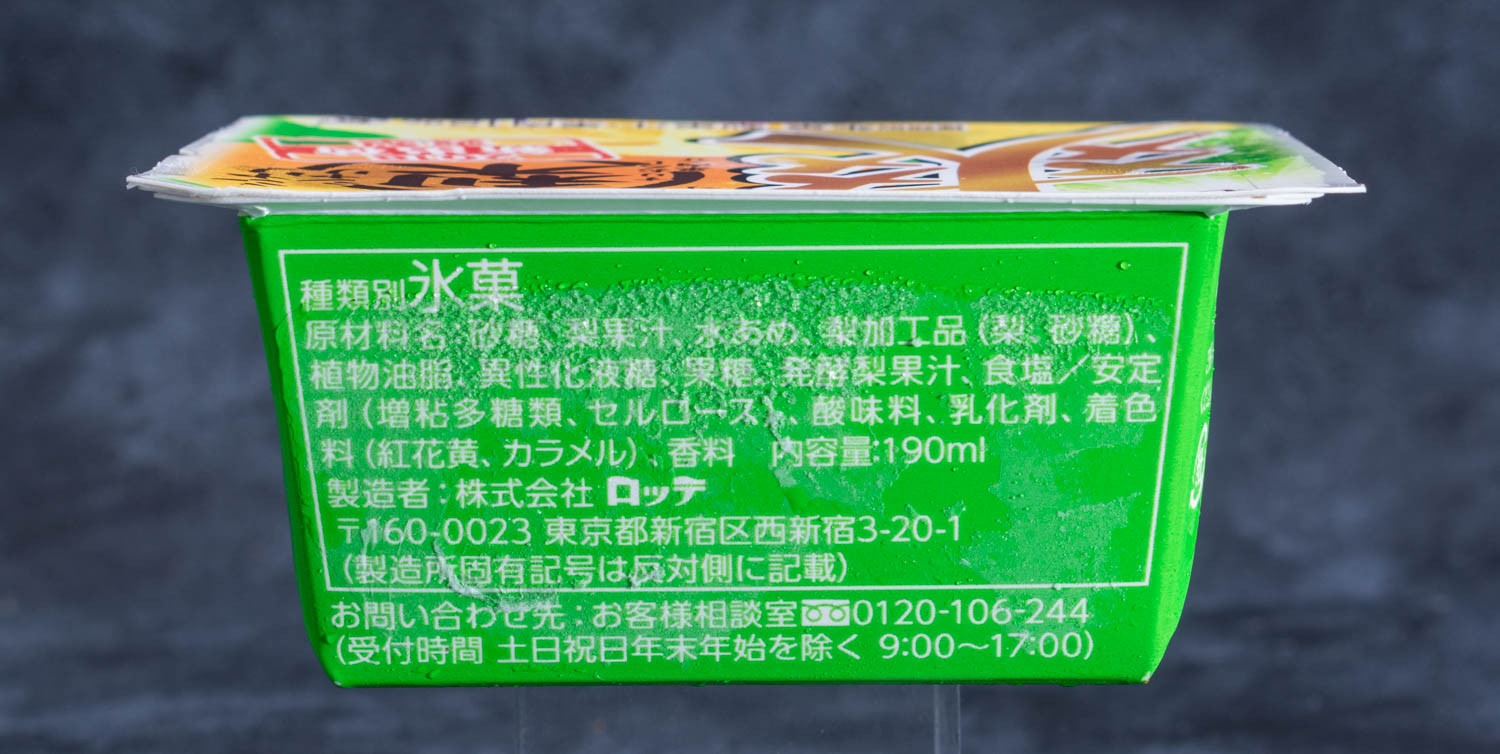 種類別氷菓
原材料名:砂糖、梨果汁、水あめ、梨加工品(梨、砂糖)、
植物油脂、異性化液糖、果糖、発酵梨果汁、食塩／安定
剤(増粘多糖類、セルロース)、酸味料、乳化剤、着色
料(紅花黄、カラメル)、香料　内容量:190ml
製造者:株式会社 ロッテ
〒160-0023 東京都新宿区西新宿3-20-1
(製造所固有記号は反対側に記載)
お問い合わせ先:お客様相談室 0120-106-244
(受付時間 土日祝日年末年始を除く 9:00〜17:00)